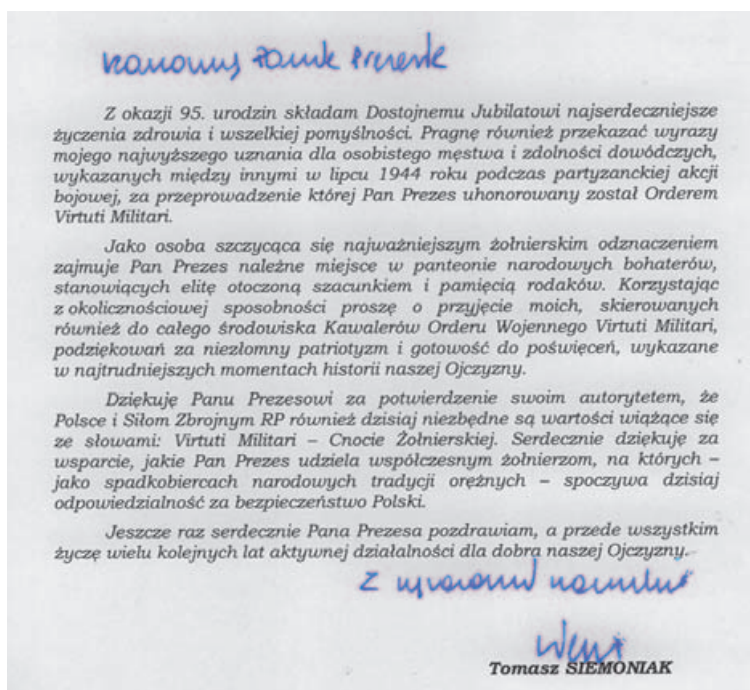 Szanowny Panie Prezesie
Z okazji 95. urodzin składam Dostojnemu Jubilatowi najserdeczniejsze
życzenia zdrowia i wszelkiej pomyślności. Pragnę również przekazać wyrazy
mojego najwyższego uznania dla osobistego męstwa i zdolności dowódczych,
wykazanych między innymi w lipcu 1944 roku podczas partyzanckiej akcji
bojowej, za przeprowadzenie której Pan Prezes uhonorowany został Orderem
Virtuti Militari.
Jako osoba szczycąca się najważniejszym żołnierskim odznaczeniem
zajmuje Pan Prezes należne miejsce w panteonie narodowych bohaterów,
stanowiących elitę otoczoną szacunkiem i pamięcią rodaków. Korzystając
z okolicznościowej sposobności proszę o przyjęcie moich, skierowanych
również do całego środowiska Kawalerów Orderu Wojennego Virtuti Militari,
podziękowań za niezłomny patriotyzm i gotowość do poświęceń, wykazane
w najtrudniejszych momentach historii naszej Ojczyzny.
Dziękuję Panu Prezesowi za potwierdzenie swoim autorytetem, że
Polsce i Siłom Zbrojnym RP również dzisiaj niezbędne są wartości wiążące się
ze słowami: Virtuti Militari – Cnocie Żołnierskiej. Serdecznie dziękuję za
wsparcie, jakie Pan Prezes udziela współczesnym żołnierzom, na których –
jako spadkobiercach narodowych tradycji orężnych – spoczywa dzisiaj
odpowiedzialność za bezpieczeństwo Polski.
Jeszcze raz serdecznie Pana Prezesa pozdrawiam, a przede wszystkim
życzę wielu kolejnych lat aktywnej działalności dla dobra naszej Ojczyzny.
Z wyrazami szacunku
Tomasz SIEMONIAK